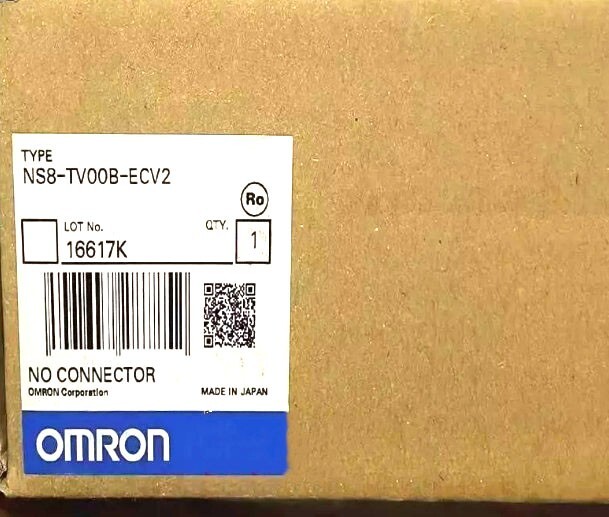 TYPE
NS8-TV00B-ECV2
Ro
LOT No. QTY.
16617K 1
NO CONNECTOR
OMRON Corporation MADE IN JAPAN
OMRON